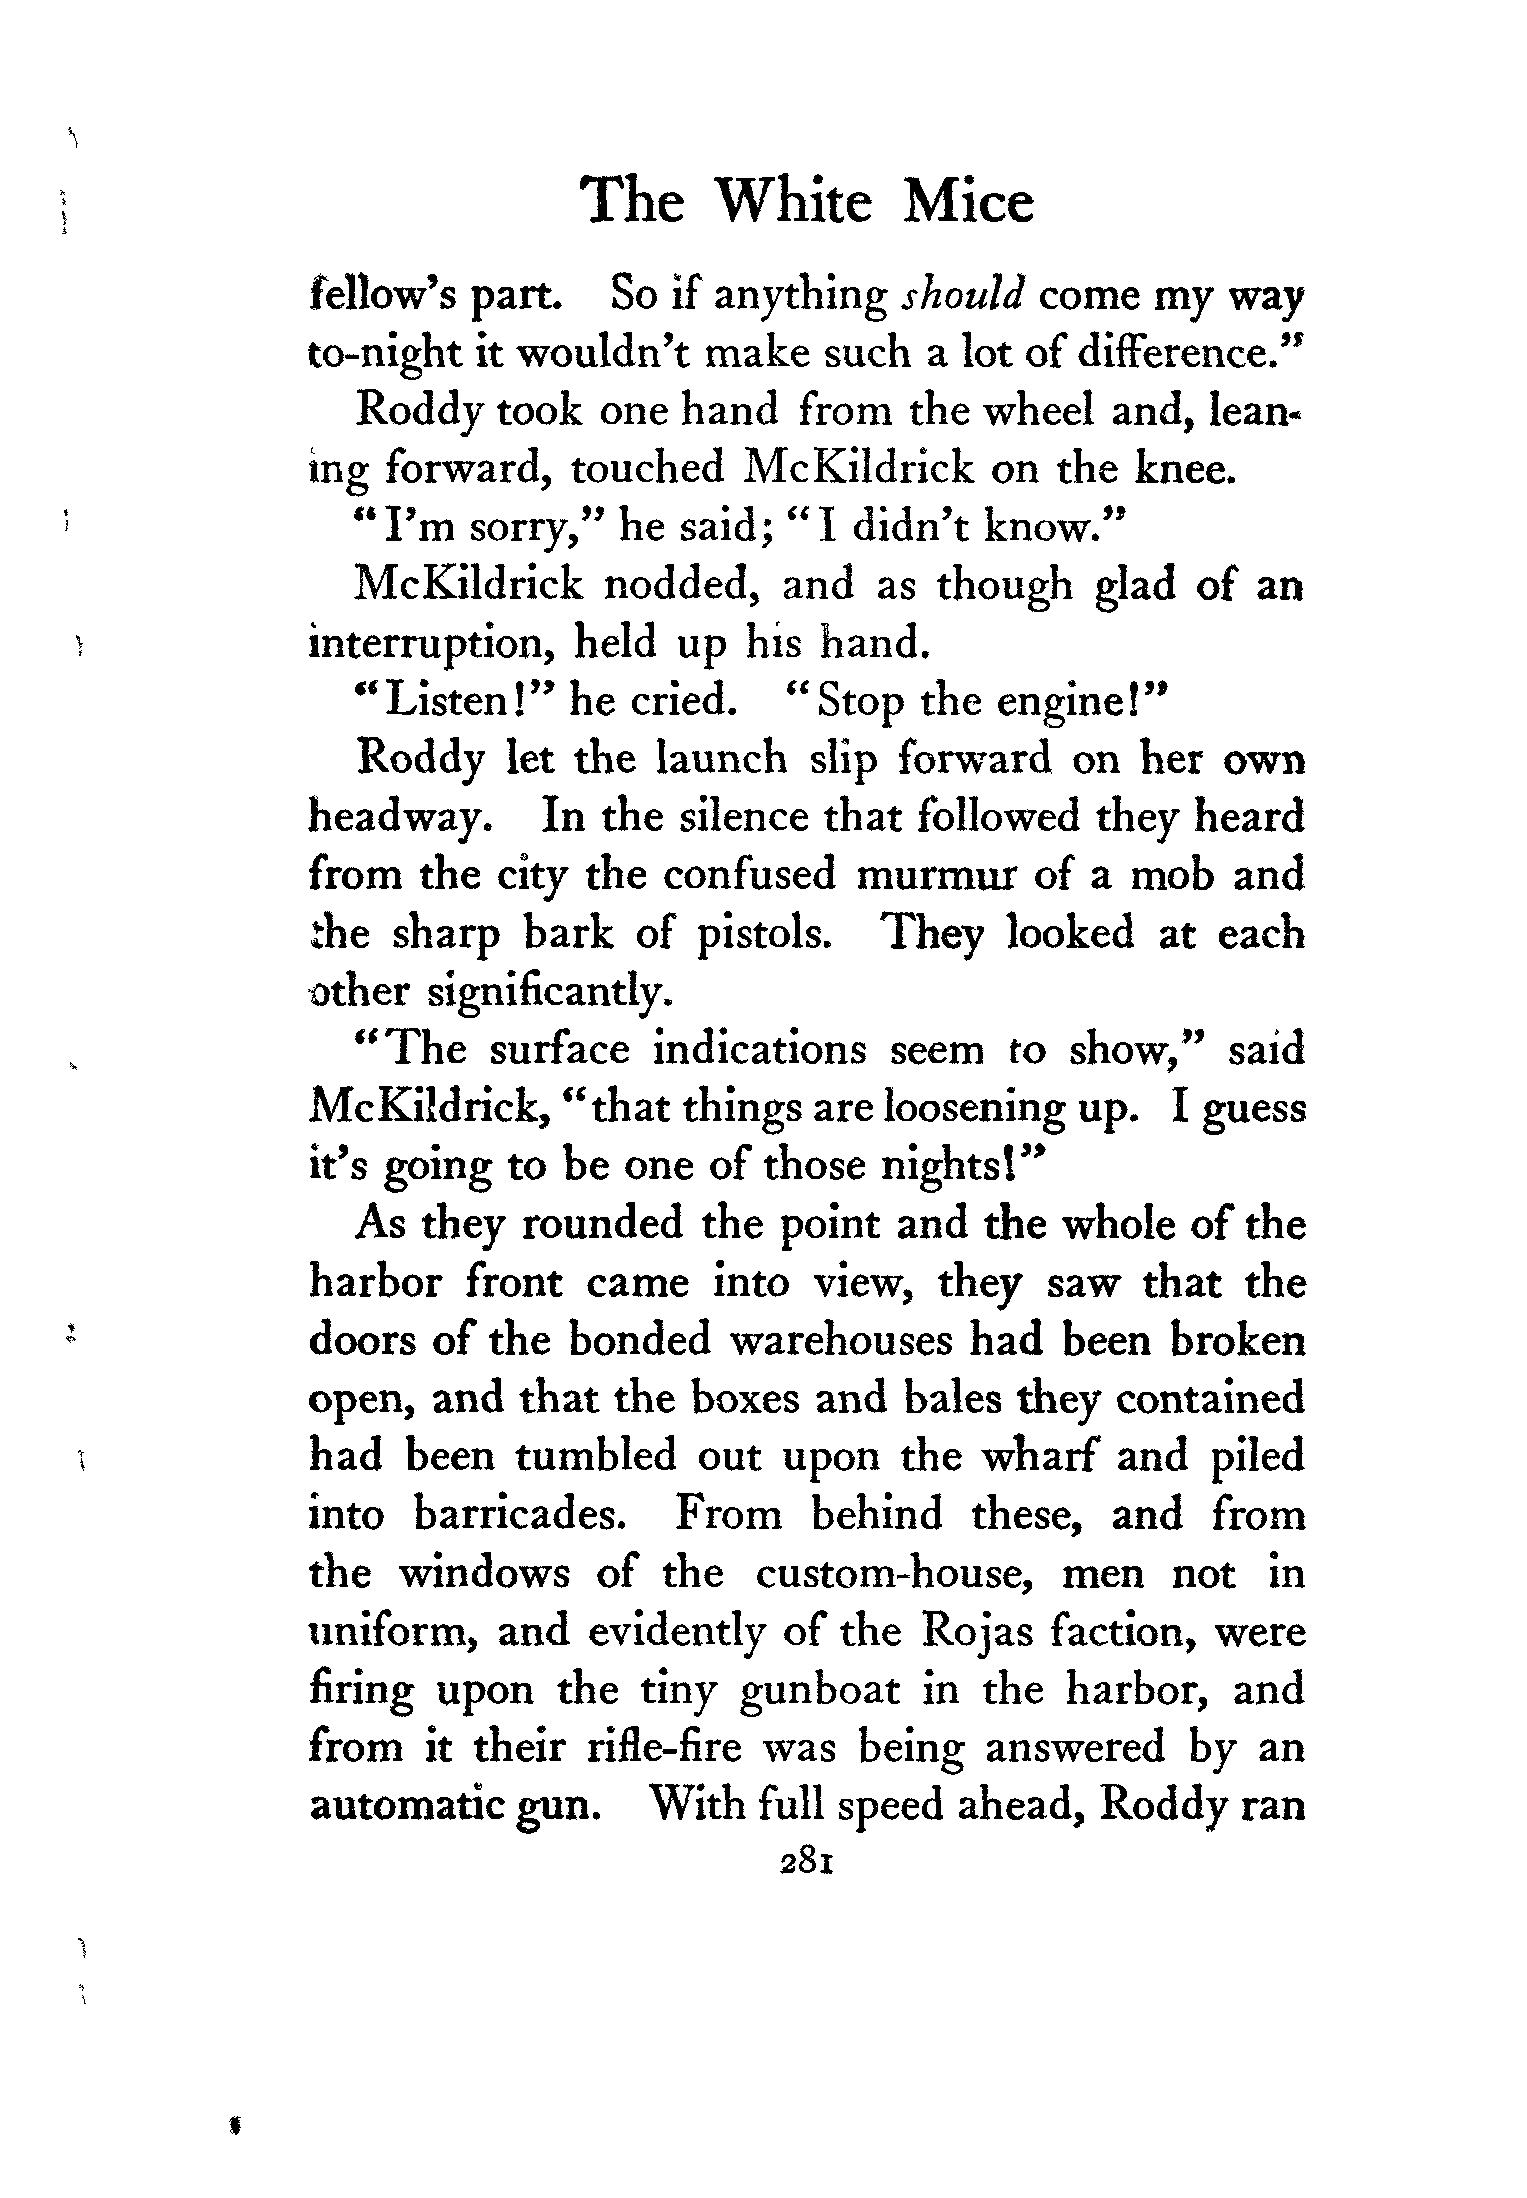 The White Mice
fellow's part. So if anything should come my way
to-night it wouldn't make such a lot of difference."
Roddy took one hand from the wheel and, lean-
ing forward, touched McKildrick on the knee.
"I'm sorry," he said; "I didn't know."
McKildrick nodded, and as though glad of an
interruption, held up his hand.
"Listen!" he cried. "Stop the engine!"
Roddy let the launch slip forward on her own
headway. In the silence that followed they heard
from the city the confused murmur of a mob and
the sharp bark of pistols. They looked at each
other significantly.
"The surface indications seem to show," said
McKildrick, "that things are loosening up. I guess
it's going to be one of those nights!"
As they rounded the point and the whole of the
harbor front came into view, they saw that the
doors of the bonded warehouses had been broken
open, and that the boxes and bales they contained
had been tumbled out upon the wharf and piled
into barricades. From behind these, and from
the windows of the custom-house, men not in
uniform, and evidently of the Rojas faction, were
firing upon the tiny gunboat in the harbor, and
from it their rifle-fire was being answered by an
automatic gun. With full speed ahead, Roddy ran
281